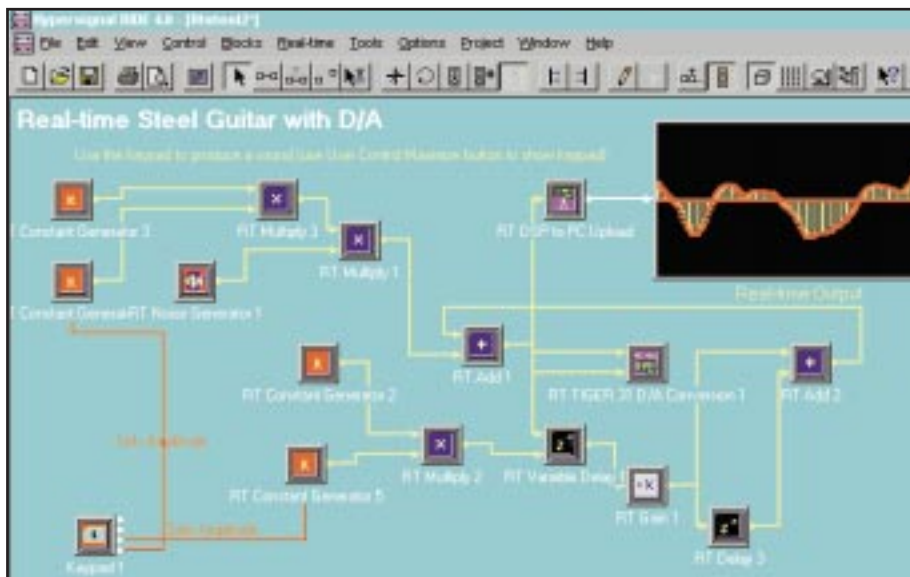 Hypersignal RIDE 4.0 -
File Edit View Control Blocks Real-time Tools Options Project Window Help
Real-time Steel Guitar with D/A
Use the keypad to produce a sound (use User Control Maximize button to show keypad)
RT Constant Generator 3
RT Multiply 3
RT DSP to PC Upload
RT Multiply 1
T Constant Generator
RT Noise Generator 1
Real-time Output
RT Add 1
RT Constant Generator 2
RT TIGER 31 D/A Conversion 1
RT Add 2
Amplitude
RT Multiply 2
RT Variable Delay 1
RT Constant Generator 5
Amplitude
RT Gain 1
Keypad 1
RT Delay 3